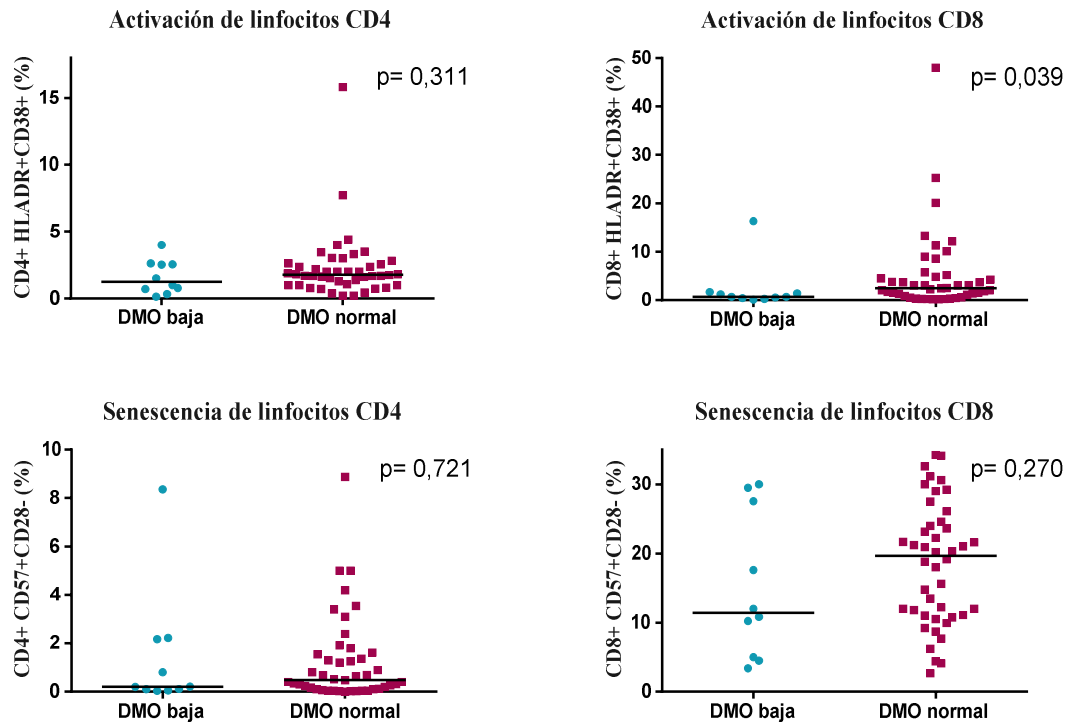 Activación de linfocitos CD4
CD4+ HLADR+CD38+ (%)
15
10
5
0
p= 0,311
DMO baja DMO normal
Activación de linfocitos CD8
CD8+ HLADR+CD38+ (%)
50
40
30
20
10
0
p= 0,039
DMO baja DMO normal
Senescencia de linfocitos CD4
CD4+ CD57+CD28- (%)
10
8
6
4
2
0
p= 0,721
DMO baja DMO normal
Senescencia de linfocitos CD8
CD8+ CD57+CD28- (%)
30
20
10
0
p= 0,270
DMO baja DMO normal